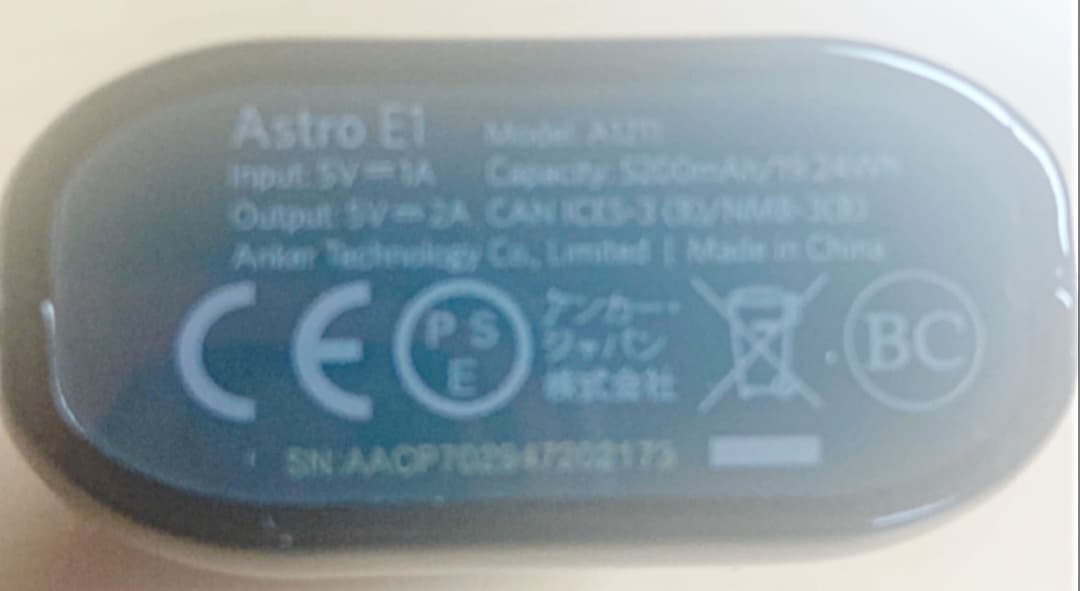 Astro E1
Model: A1211
Input: 5V⎓1A
Capacity: 5200mAh/19.24Wh
Output: 5V⎓2A
CAN ICES-3 (B)/NMB-3(B)
Anker Technology Co., Limited | Made in China
CE
PSE
アンカー・
ジャパン
株式会社
BC